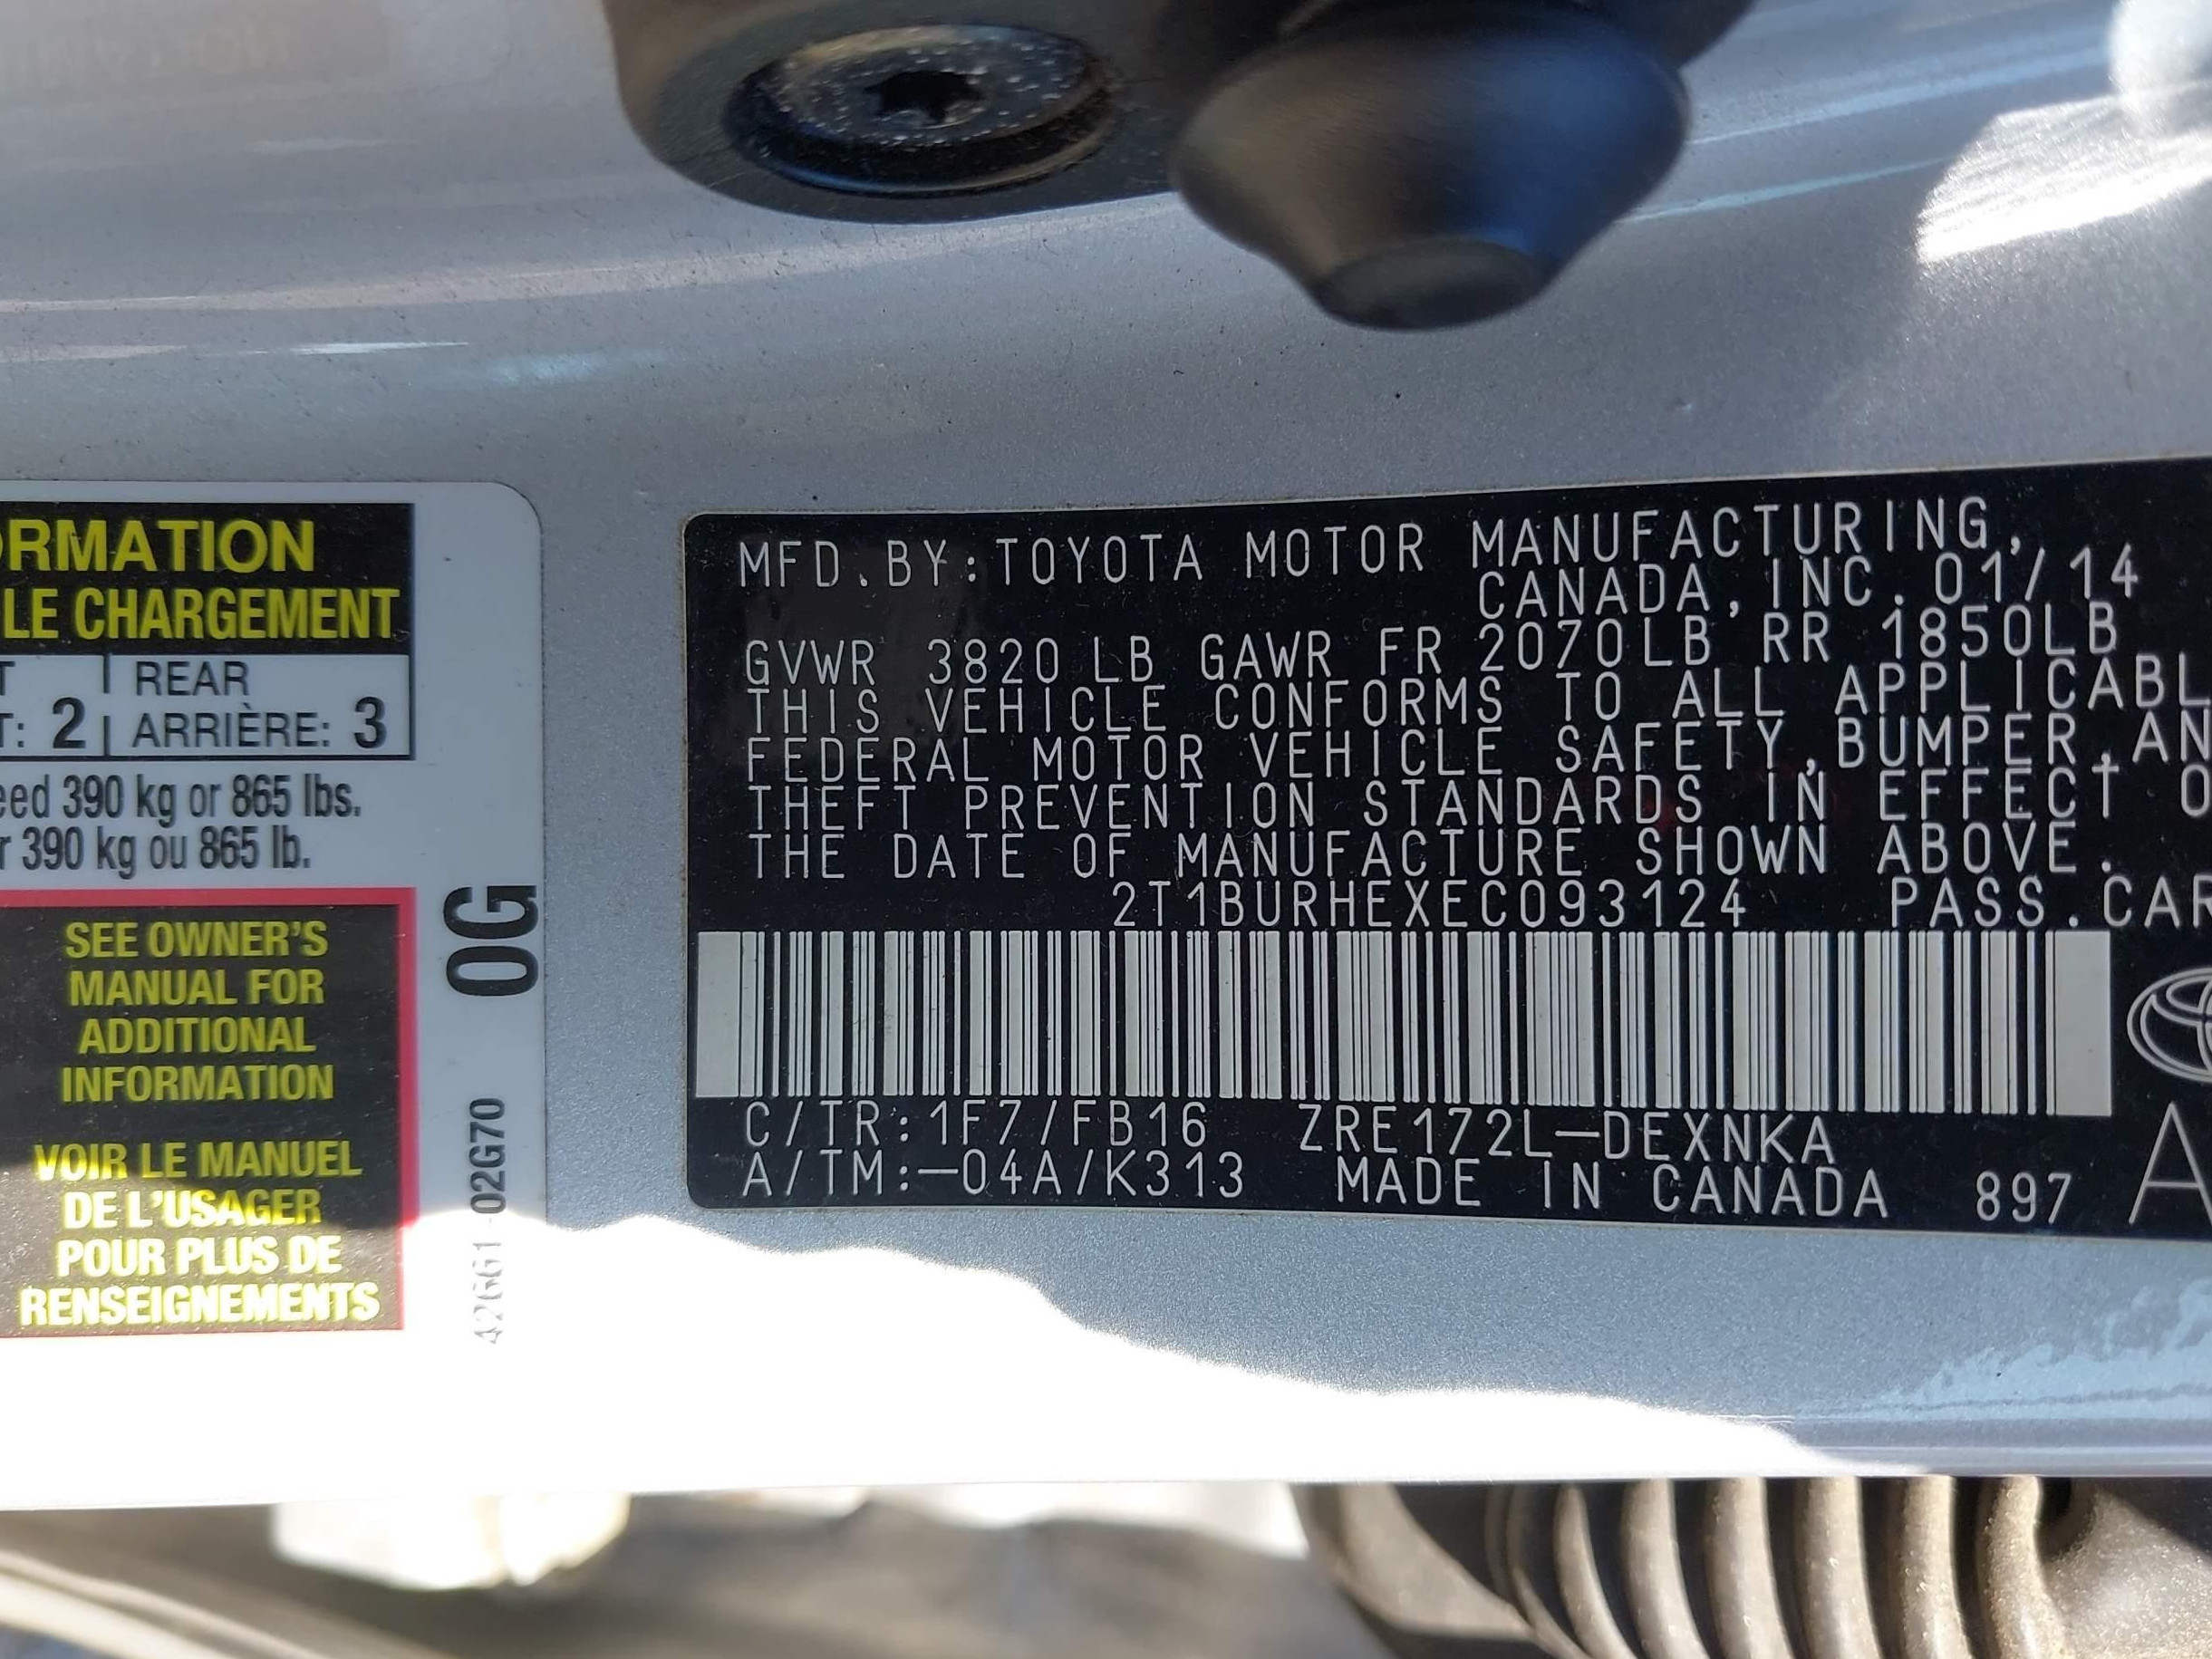 ORMATION
LE CHARGEMENT
T | REAR
T: 2 | ARRIÈRE: 3
eed 390 kg or 865 lbs.
r 390 kg ou 865 lb.
SEE OWNER'S
MANUAL FOR
ADDITIONAL
INFORMATION
VOIR LE MANUEL
DE L'USAGER
POUR PLUS DE
RENSEIGNEMENTS
0G
42661-02G70
MFD.BY:TOYOTA MOTOR MANUFACTURING,
CANADA,INC.01/14
GVWR 3820 LB GAWR FR 2070LB RR 1850LB
THIS VEHICLE CONFORMS TO ALL APPLICABL
FEDERAL MOTOR VEHICLE SAFETY,BUMPER,AN
THEFT PREVENTION STANDARDS IN EFFECT O
THE DATE OF MANUFACTURE SHOWN ABOVE.
2T1BURHEXEC093124 PASS.CAR
C/TR:1F7/FB16 ZRE172L-DEXNKA
A/TM:-04A/K313 MADE IN CANADA 897 A